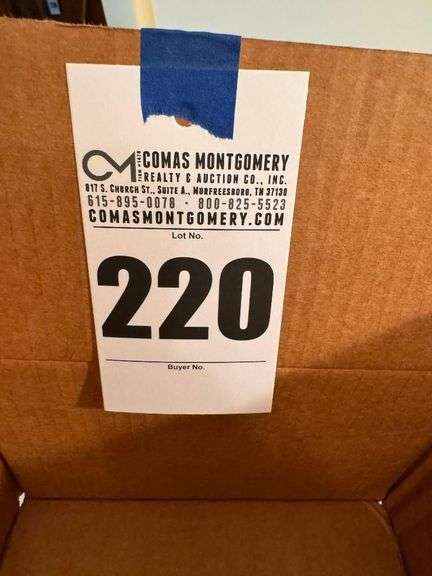 CM COMAS MONTGOMERY
REALTY & AUCTION CO., INC.
817 S. CHURCH ST., SUITE A., MURFREESBORO, TN 37130
615-895-0078 • 800-825-5523
COMASMONTGOMERY.COM
Lot No.
220
Buyer No.